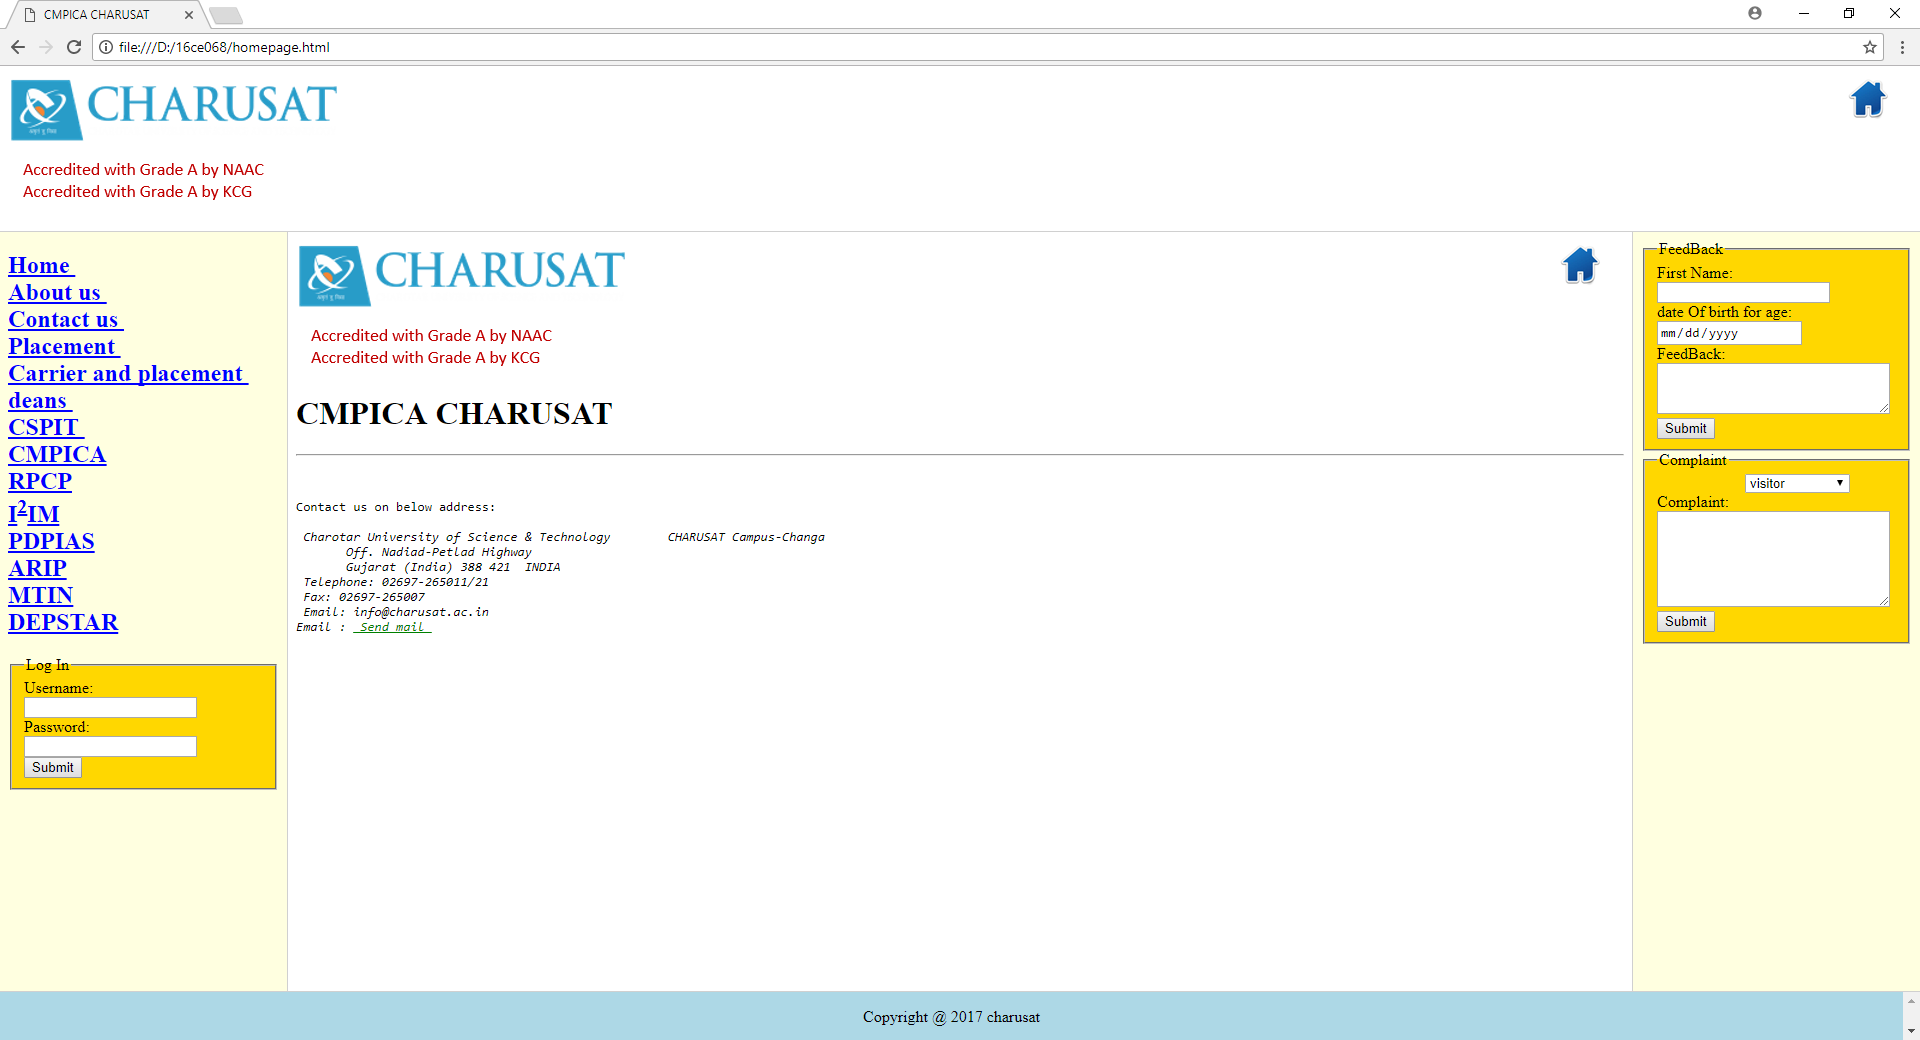 CMPICA CHARUSAT
file:///D:/16ce068/homepage.html
CHARUSAT
Accredited with Grade A by NAAC
Accredited with Grade A by KCG
Home
About us
Contact us
Placement
Carrier and placement
deans
CSPIT
CMPICA
RPCP
I²IM
PDPIAS
ARIP
MTIN
DEPSTAR
Log In
Username:
Password:
Submit
CHARUSAT
Accredited with Grade A by NAAC
Accredited with Grade A by KCG
CMPICA CHARUSAT
Contact us on below address:
Charotar University of Science & Technology CHARUSAT Campus-Changa
Off. Nadiad-Petlad Highway
Gujarat (India) 388 421 INDIA
Telephone: 02697-265011/21
Fax: 02697-265007
Email: info@charusat.ac.in
Email : Send mail
FeedBack
First Name:
date Of birth for age:
mm/dd/yyyy
FeedBack:
Submit
Complaint
visitor
Complaint:
Submit
Copyright @ 2017 charusat